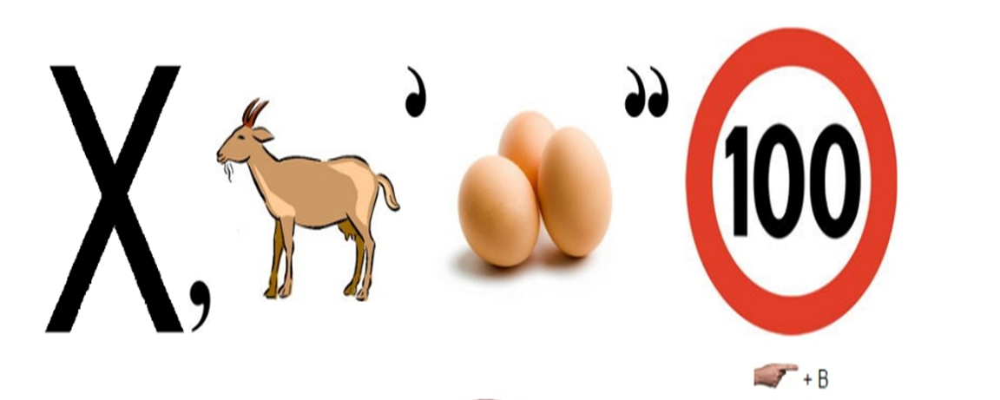 X, ’ ” 100
+ B